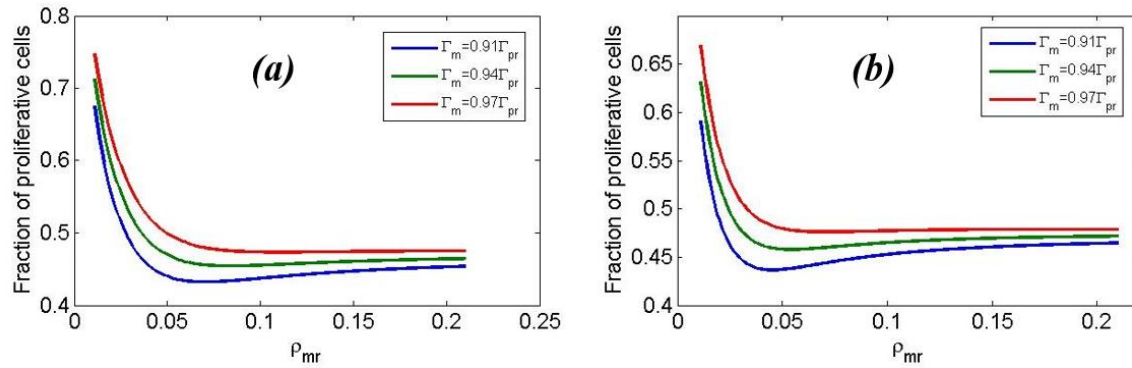 0.8
0.7
0.6
0.5
0.4
0 0.05 0.1 0.15 0.2 0.25
Fraction of proliferative cells
ρmr
(a)
Γm=0.91Γpr
Γm=0.94Γpr
Γm=0.97Γpr
0.65
0.6
0.55
0.5
0.45
0.4
0 0.05 0.1 0.15 0.2
Fraction of proliferative cells
ρmr
(b)
Γm=0.91Γpr
Γm=0.94Γpr
Γm=0.97Γpr